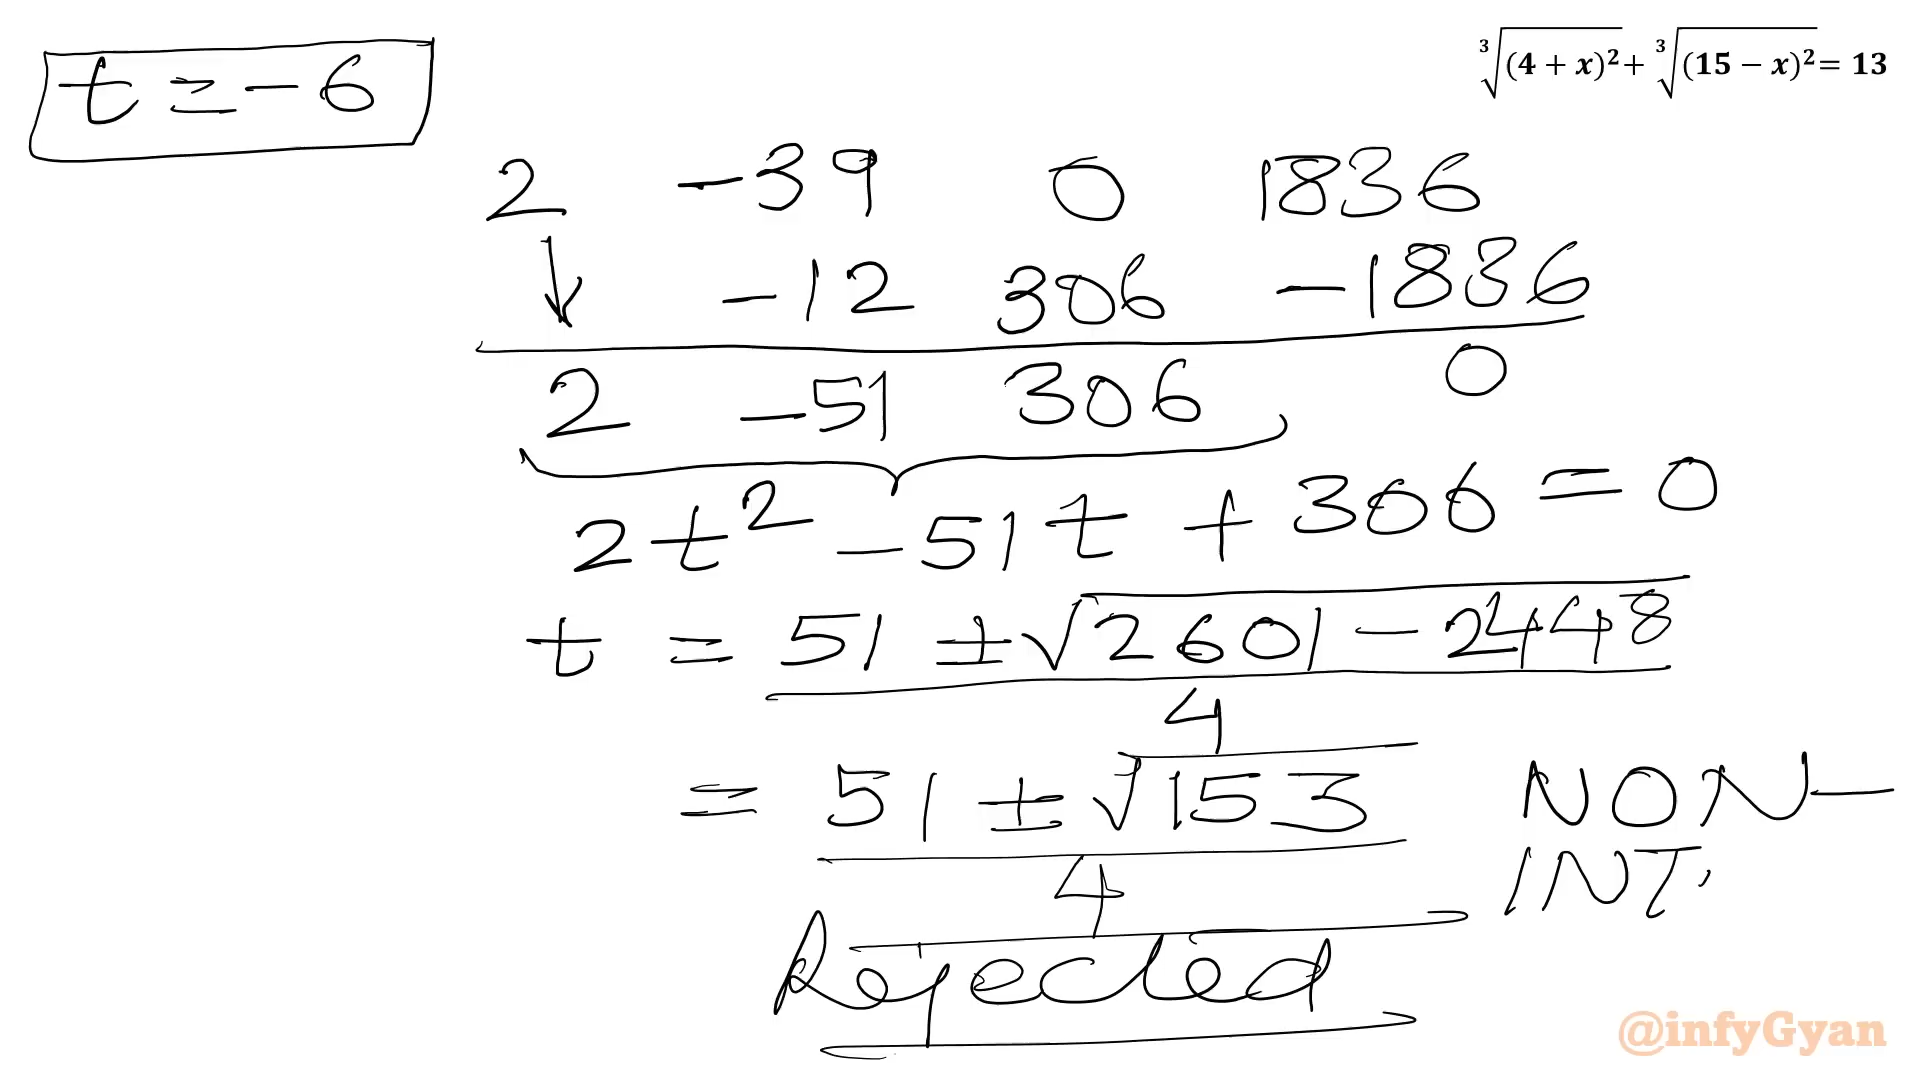 t = -6
∛(4 + x)² + ∛(15 − x)² = 13
2 -39 0 1836
↓ -12 306 -1836
2 -51 306 0
2t² - 51t + 306 = 0
t = (51 ± √(2601 - 2448)) / 4
= (51 ± √153) / 4
NON-
INT.
Rejected
@infyGyan